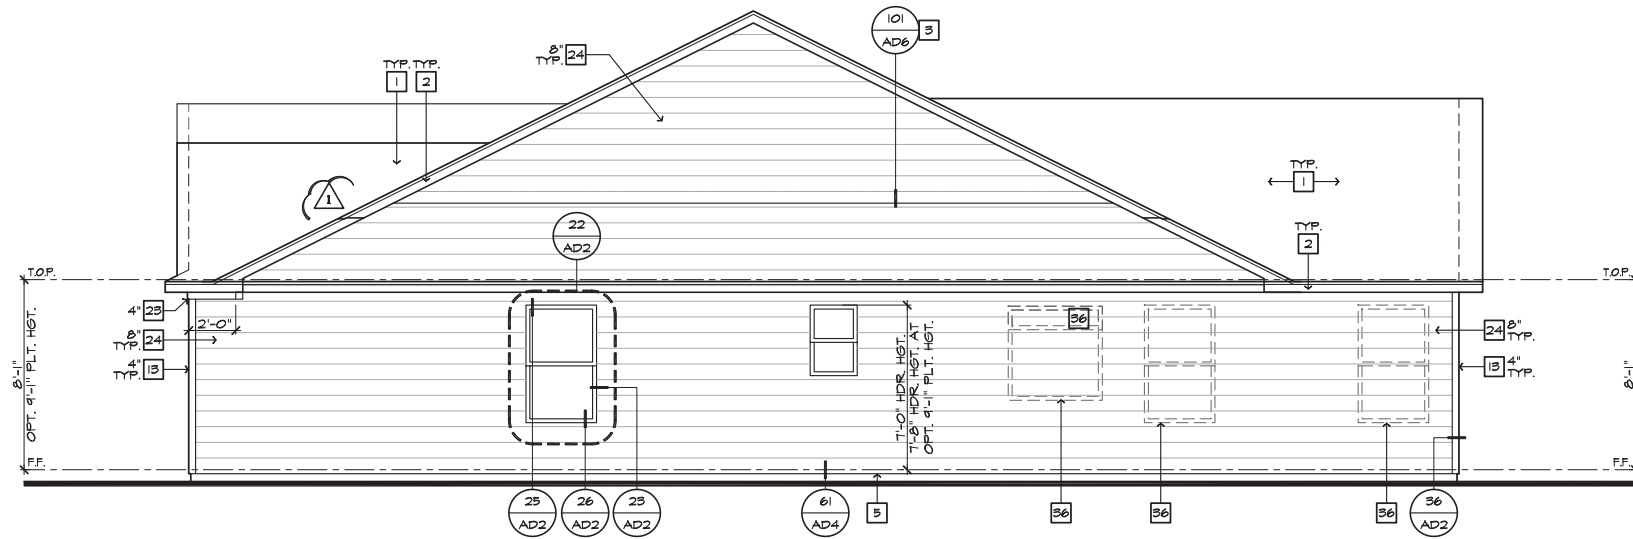 101
AD6
3
8"
TYP.
24
TYP.
1
TYP.
2
TYP.
1
1
22
AD2
TYP.
2
T.O.P.
T.O.P.
4"
23
2'-0"
8"
TYP.
24
4"
TYP.
13
36
24
8"
TYP.
13
4"
TYP.
8'-1"
OPT. 9'-1" PLT. HGT.
7'-0" HDR. HGT.
7'-8" HDR. HGT. AT
OPT. 9'-1" PLT. HGT.
8'-1"
F.F.
F.F.
25
AD2
26
AD2
23
AD2
61
AD4
5
36
36
36
36
AD2